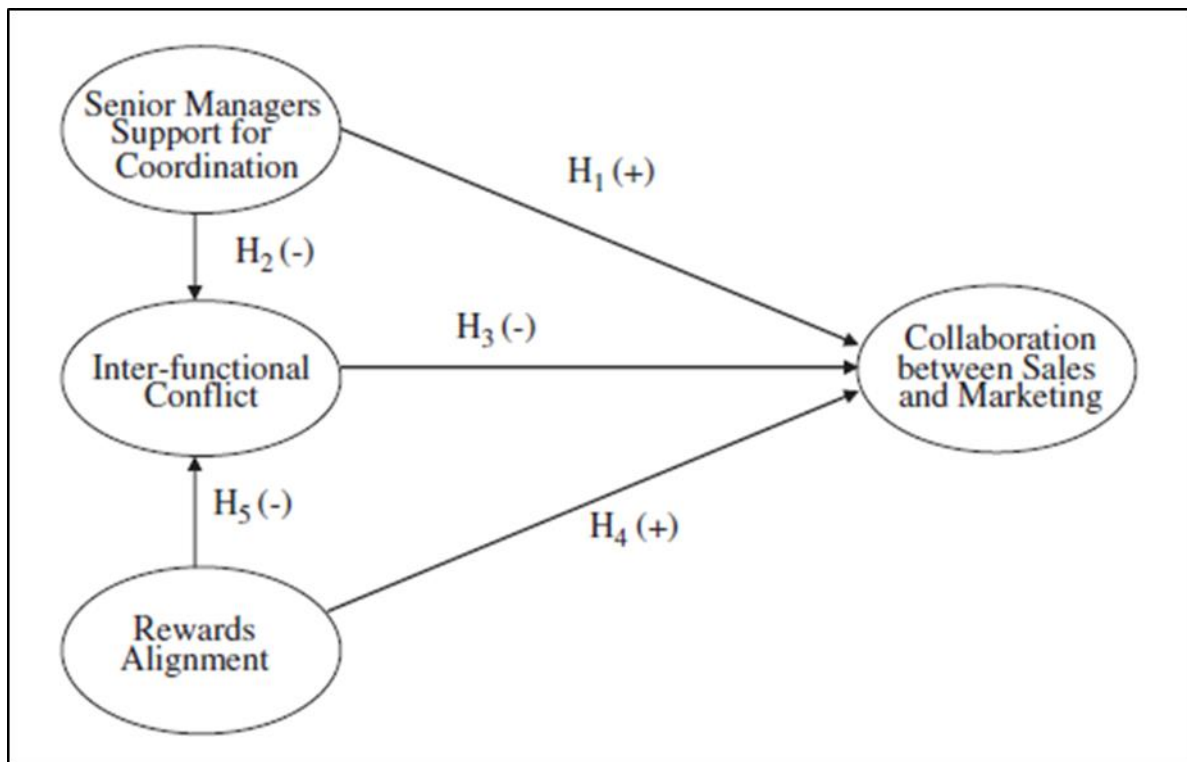 Senior Managers
Support for
Coordination
H₁ (+)
H₂ (-)
Inter-functional
Conflict
H₃ (-)
Collaboration
between Sales
and Marketing
H₅ (-)
H₄ (+)
Rewards
Alignment